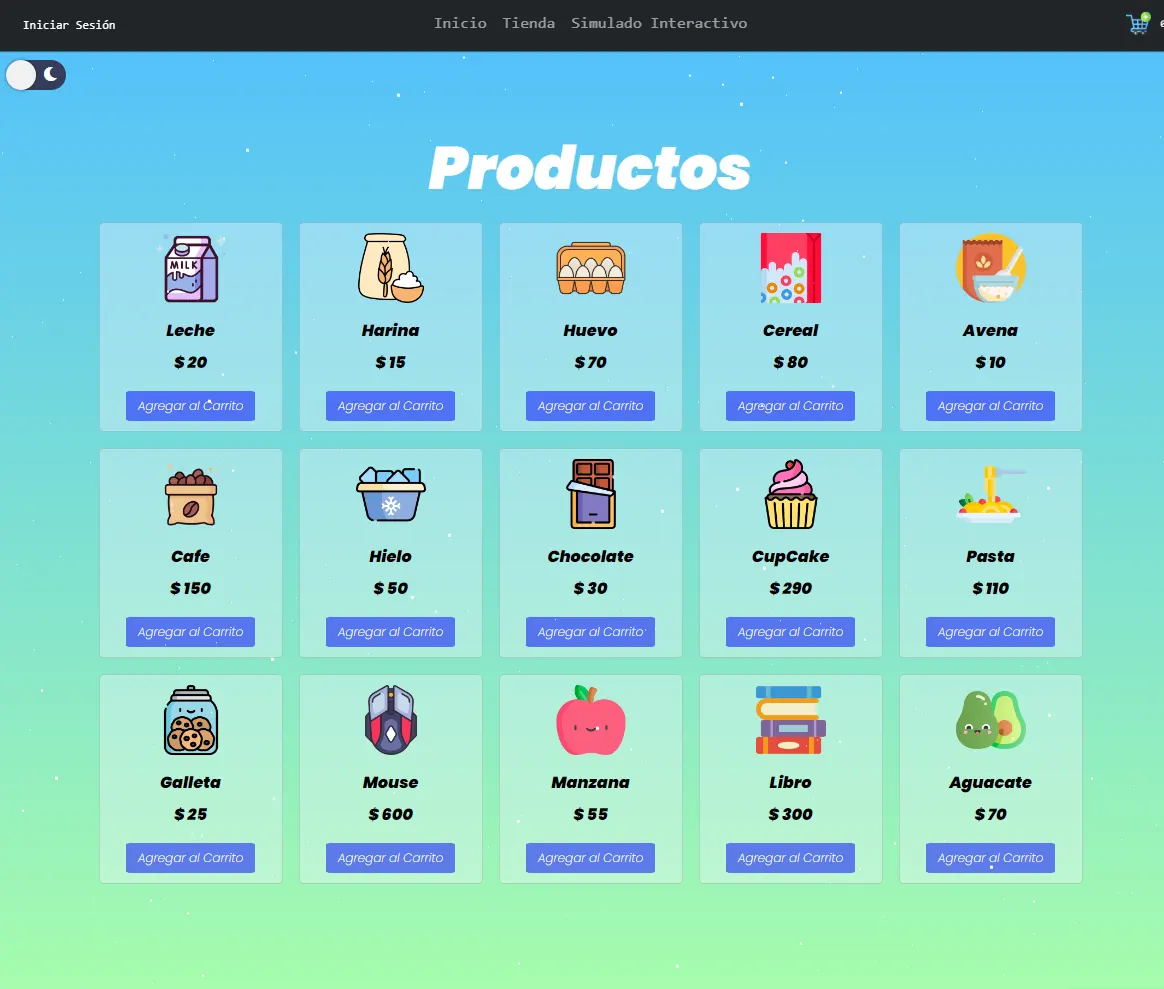 Iniciar Sesión Inicio Tienda Simulado Interactivo
Productos
MILK
Leche Harina Huevo Cereal Avena
$ 20 $ 15 $ 70 $ 80 $ 10
Agregar al Carrito Agregar al Carrito Agregar al Carrito Agregar al Carrito Agregar al Carrito
Cafe Hielo Chocolate CupCake Pasta
$ 150 $ 50 $ 30 $ 290 $ 110
Agregar al Carrito Agregar al Carrito Agregar al Carrito Agregar al Carrito Agregar al Carrito
Galleta Mouse Manzana Libro Aguacate
$ 25 $ 600 $ 55 $ 300 $ 70
Agregar al Carrito Agregar al Carrito Agregar al Carrito Agregar al Carrito Agregar al Carrito